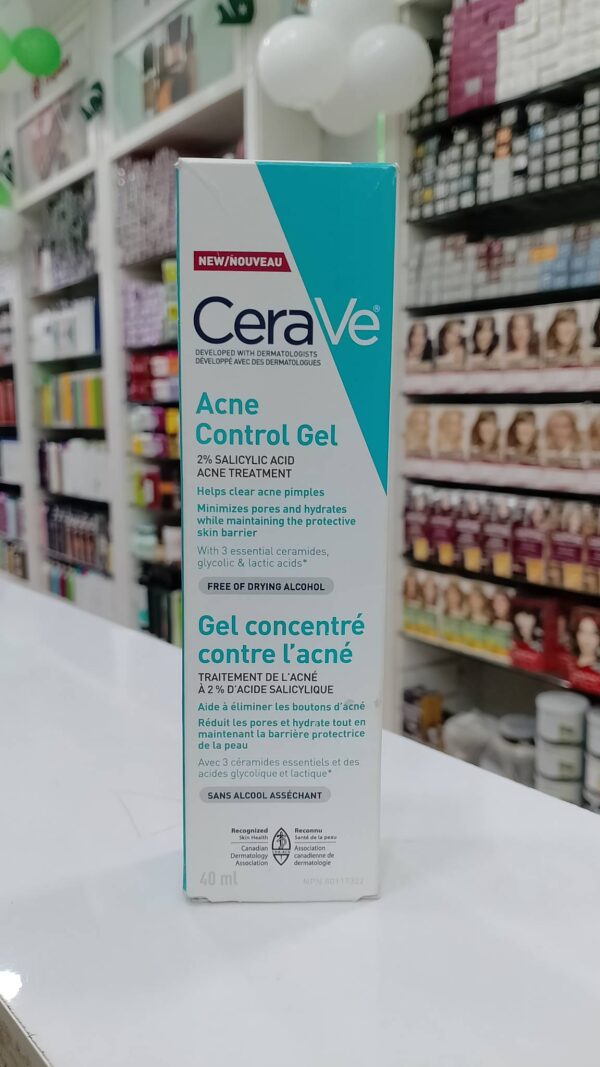 NEW/NOUVEAU
CeraVe®
DEVELOPED WITH DERMATOLOGISTS
DÉVELOPPÉ AVEC DES DERMATOLOGUES
Acne
Control Gel
2% SALICYLIC ACID
ACNE TREATMENT
Helps clear acne pimples
Minimizes pores and hydrates
while maintaining the protective
skin barrier
With 3 essential ceramides,
glycolic & lactic acids*
FREE OF DRYING ALCOHOL
Gel concentré
contre l'acné
TRAITEMENT DE L'ACNÉ
À 2 % D'ACIDE SALICYLIQUE
Aide à éliminer les boutons d'acné
Réduit les pores et hydrate tout en
maintenant la barrière protectrice
de la peau
Avec 3 céramides essentiels et des
acides glycolique et lactique*
SANS ALCOOL ASSÉCHANT
Recognized
Skin Health
Canadian
Dermatology
Association
Reconnu
Santé de la peau
Association
canadienne de
dermatologie
40 ml